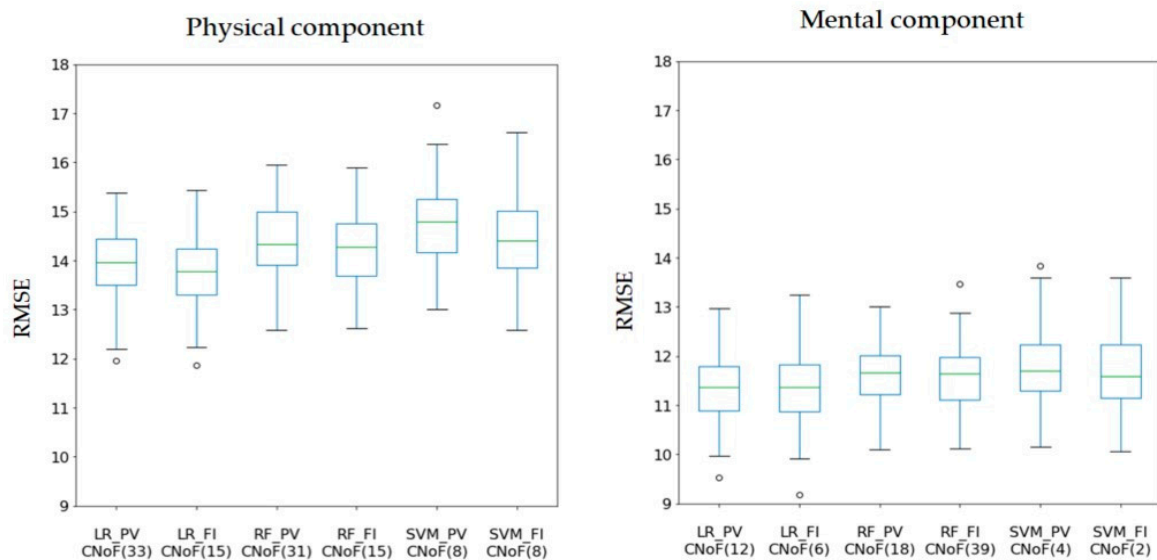 Physical component
18
17
16
15
14
13
12
11
10
9
RMSE
LR_PV LR_FI RF_PV RF_FI SVM_PV SVM_FI
CNoF(33) CNoF(15) CNoF(31) CNoF(15) CNoF(8) CNoF(8)
Mental component
18
17
16
15
14
13
12
11
10
9
RMSE
LR_PV LR_FI RF_PV RF_FI SVM_PV SVM_FI
CNoF(12) CNoF(6) CNoF(18) CNoF(39) CNoF(4) CNoF(2)